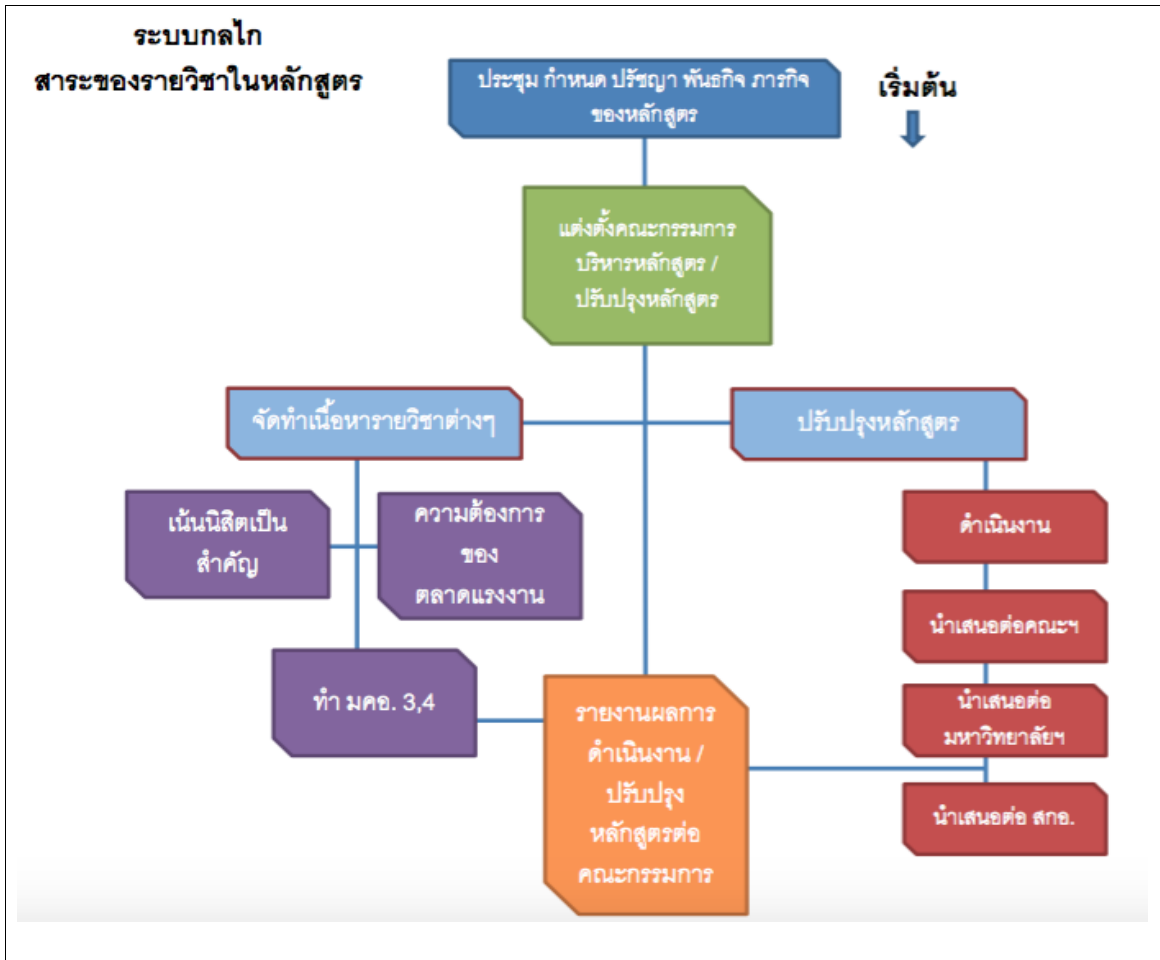 ระบบกลไก
สาระของรายวิชาในหลักสูตร
ประชุม กำหนด ปรัชญา พันธกิจ ภารกิจ
ของหลักสูตร
เริ่มต้น
แต่งตั้งคณะกรรมการ
บริหารหลักสูตร /
ปรับปรุงหลักสูตร
จัดทำเนื้อหารายวิชาต่างๆ
ปรับปรุงหลักสูตร
เน้นนิสิตเป็น
สำคัญ
ความต้องการ
ของ
ตลาดแรงงาน
ดำเนินงาน
นำเสนอต่อคณะฯ
ทำ มคอ. 3,4
รายงานผลการ
ดำเนินงาน /
ปรับปรุง
หลักสูตรต่อ
คณะกรรมการ
นำเสนอต่อ
มหาวิทยาลัยฯ
นำเสนอต่อ สกอ.